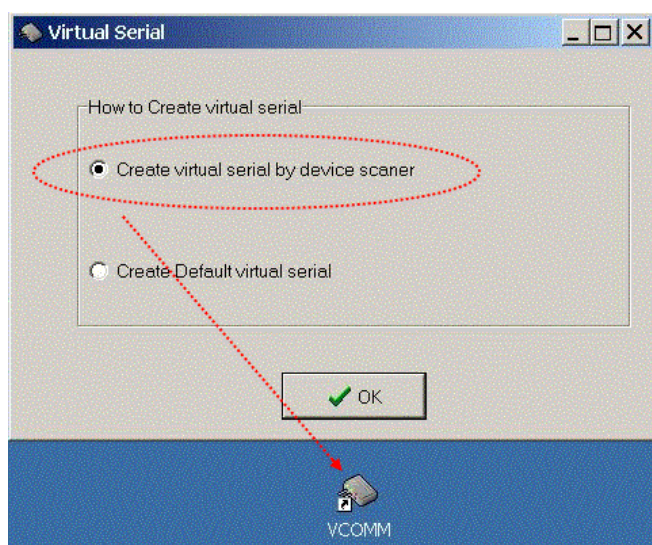 Virtual Serial
How to Create virtual serial
Create virtual serial by device scaner
Create Default virtual serial
OK
VCOMM